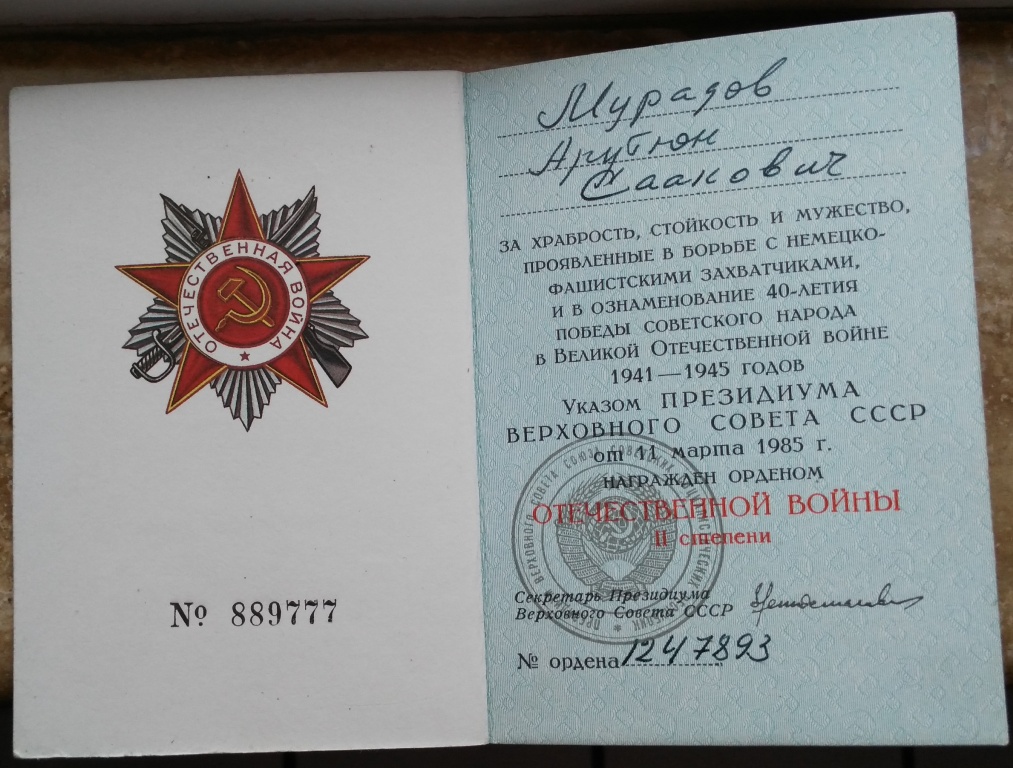 ОТЕЧЕСТВЕННАЯ ВОЙНА
№ 889777
Мурадов
Арутюн
Саакович
ЗА ХРАБРОСТЬ, СТОЙКОСТЬ И МУЖЕСТВО,
ПРОЯВЛЕННЫЕ В БОРЬБЕ С НЕМЕЦКО-
ФАШИСТСКИМИ ЗАХВАТЧИКАМИ,
И В ОЗНАМЕНОВАНИЕ 40-ЛЕТИЯ
ПОБЕДЫ СОВЕТСКОГО НАРОДА
В ВЕЛИКОЙ ОТЕЧЕСТВЕННОЙ ВОЙНЕ
1941—1945 ГОДОВ
УКАЗОМ ПРЕЗИДИУМА
ВЕРХОВНОГО СОВЕТА СССР
от 11 марта 1985 г.
НАГРАЖДЕН ОРДЕНОМ
ОТЕЧЕСТВЕННОЙ ВОЙНЫ
II степени
Секретарь Президиума
Верховного Совета СССР
№ ордена 1247893